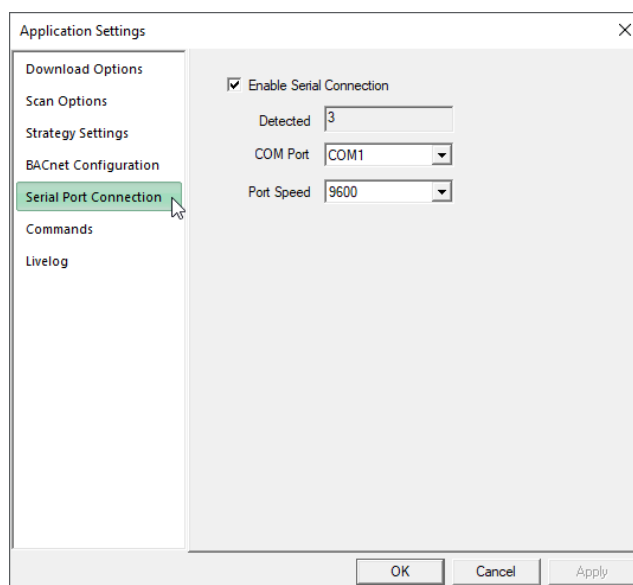 Application Settings
Download Options
Scan Options
Strategy Settings
BACnet Configuration
Serial Port Connection
Commands
Livelog
Enable Serial Connection
Detected 3
COM Port COM1
Port Speed 9600
OK Cancel Apply